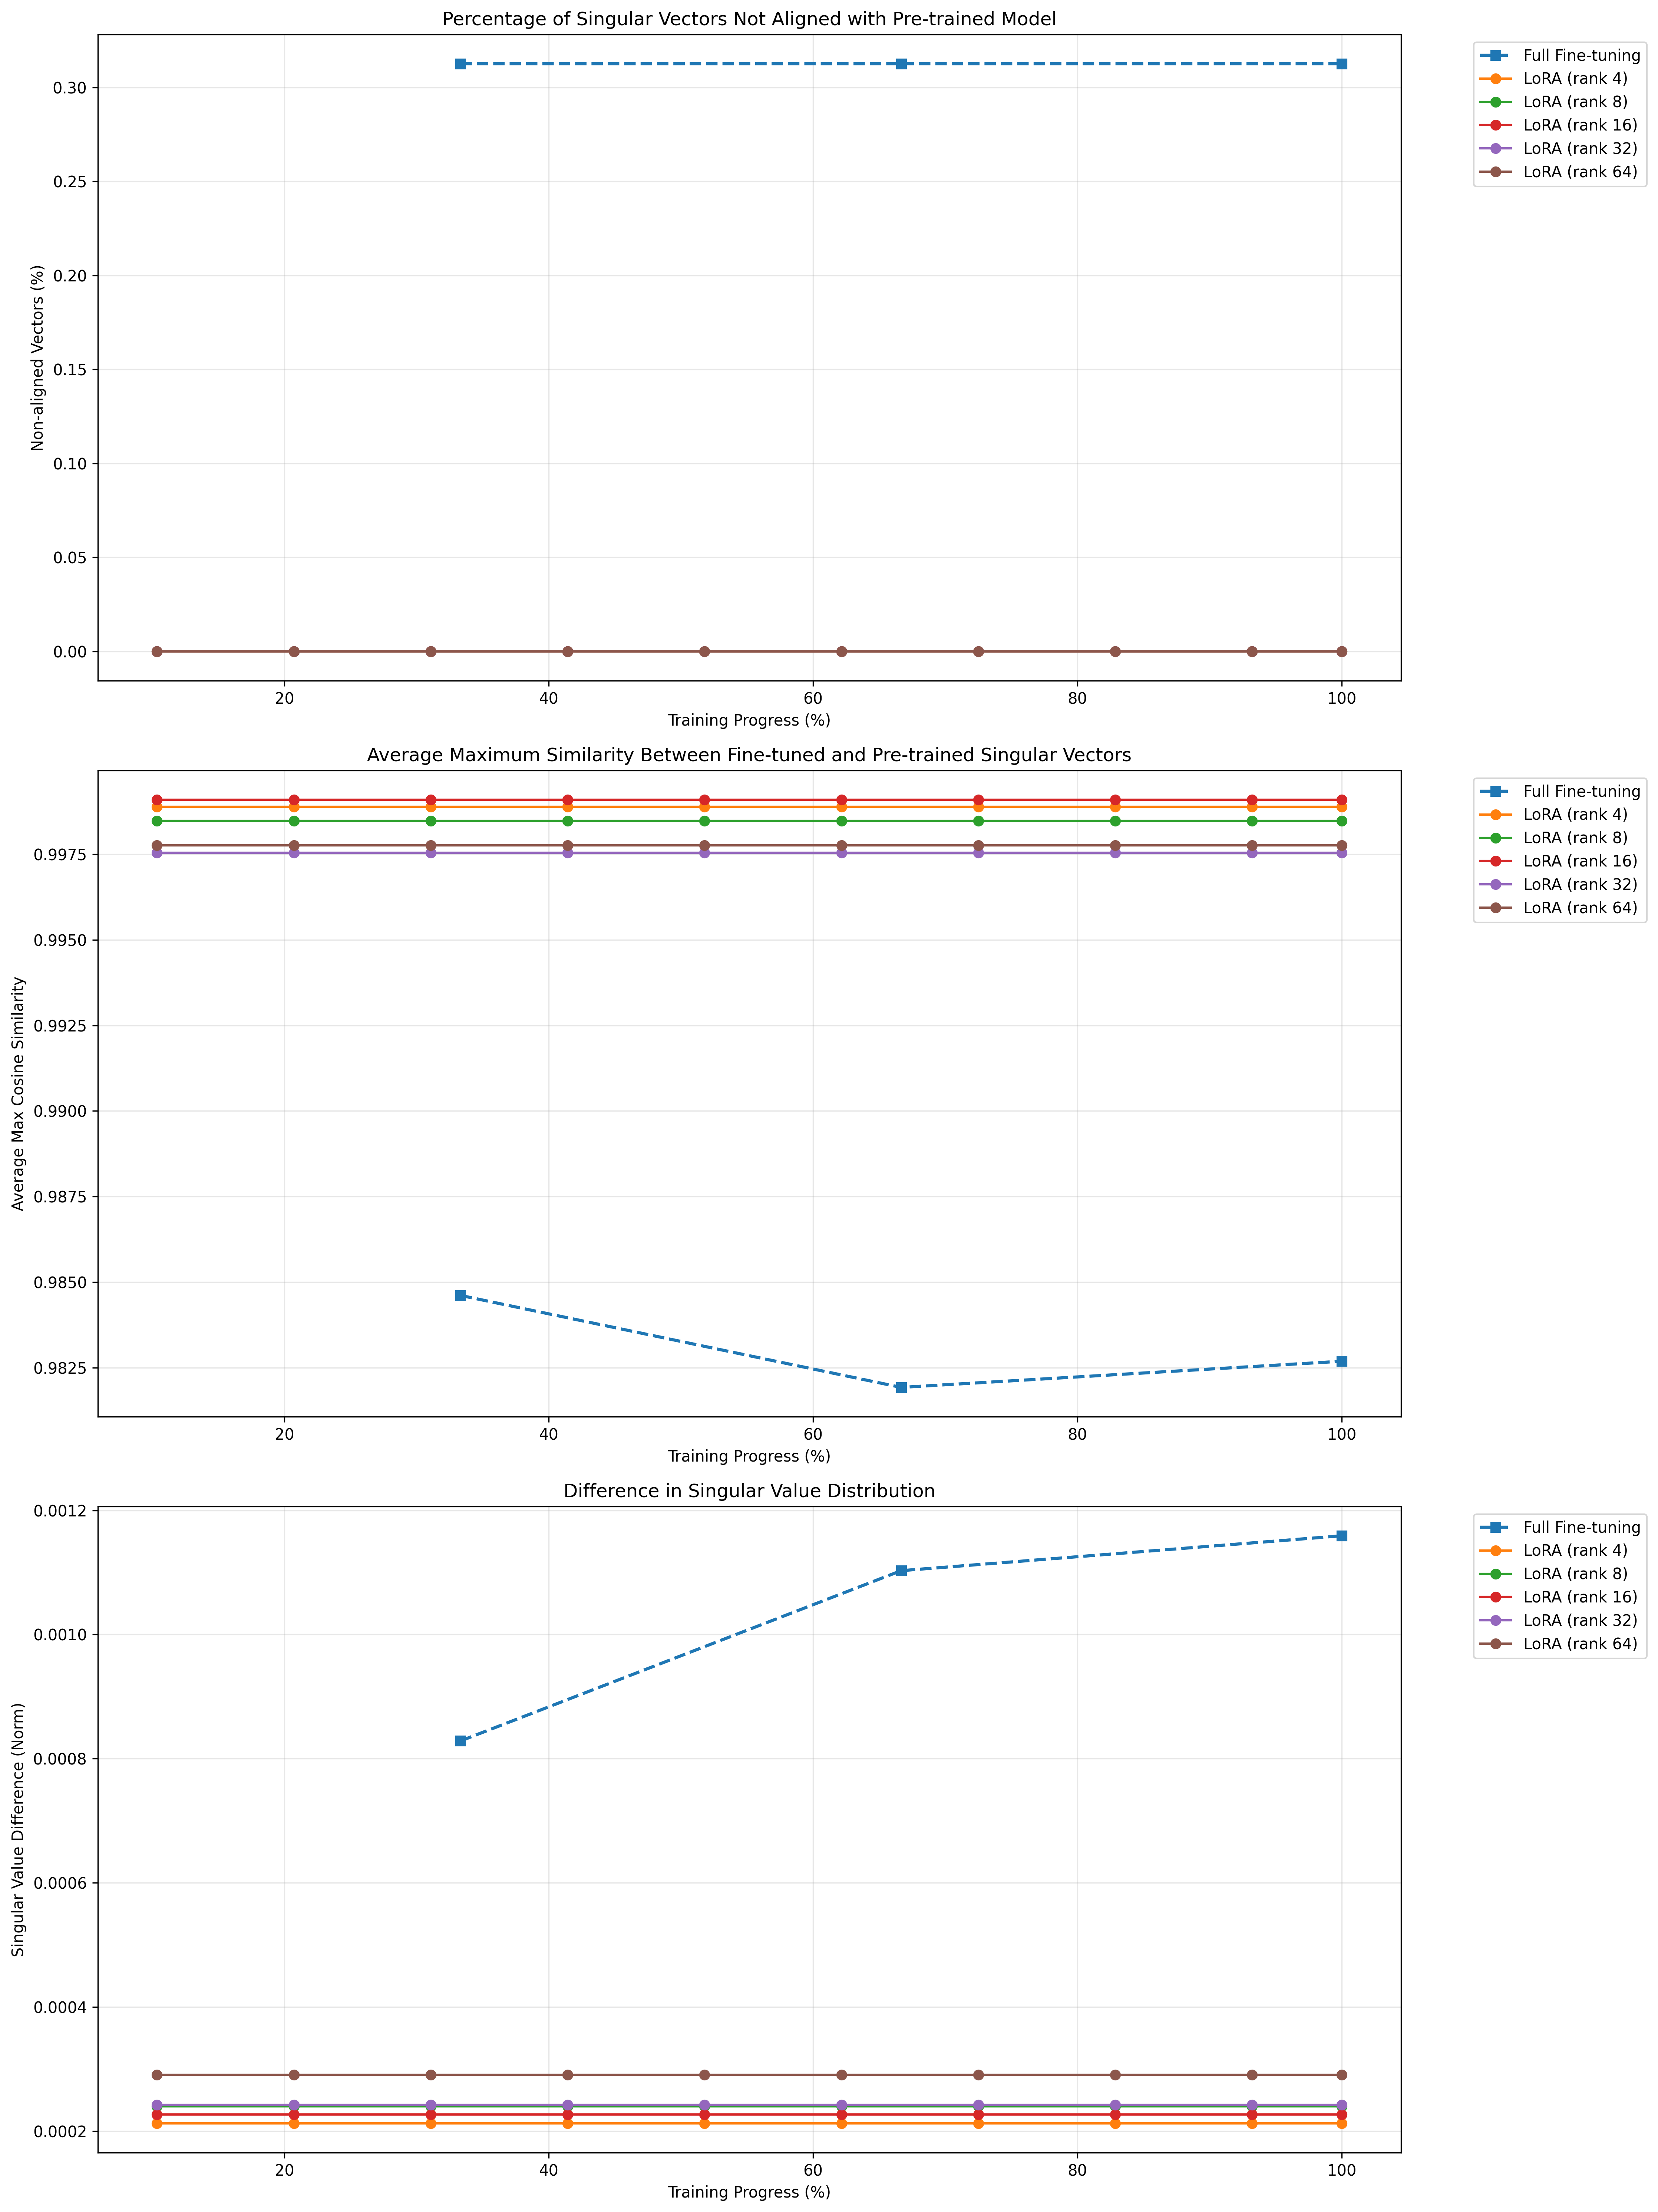 Percentage of Singular Vectors Not Aligned with Pre-trained Model
Non-aligned Vectors (%)
0.30
0.25
0.20
0.15
0.10
0.05
0.00
20 40 60 80 100
Training Progress (%)
Full Fine-tuning
LoRA (rank 4)
LoRA (rank 8)
LoRA (rank 16)
LoRA (rank 32)
LoRA (rank 64)
Average Maximum Similarity Between Fine-tuned and Pre-trained Singular Vectors
Average Max Cosine Similarity
0.9975
0.9950
0.9925
0.9900
0.9875
0.9850
0.9825
20 40 60 80 100
Training Progress (%)
Full Fine-tuning
LoRA (rank 4)
LoRA (rank 8)
LoRA (rank 16)
LoRA (rank 32)
LoRA (rank 64)
Difference in Singular Value Distribution
Singular Value Difference (Norm)
0.0012
0.0010
0.0008
0.0006
0.0004
0.0002
20 40 60 80 100
Training Progress (%)
Full Fine-tuning
LoRA (rank 4)
LoRA (rank 8)
LoRA (rank 16)
LoRA (rank 32)
LoRA (rank 64)